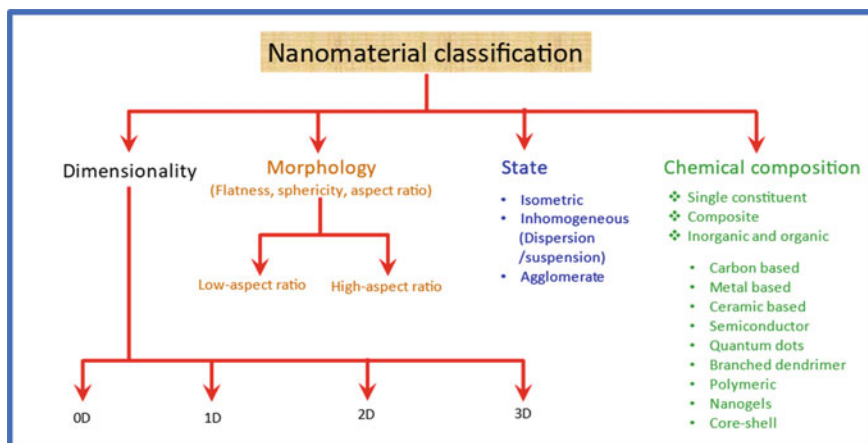 Nanomaterial classification
Dimensionality
Morphology
(Flatness, sphericity, aspect ratio)
Low-aspect ratio
High-aspect ratio
State
• Isometric
• Inhomogeneous
(Dispersion
/suspension)
• Agglomerate
Chemical composition
❖ Single constituent
❖ Composite
❖ Inorganic and organic
• Carbon based
• Metal based
• Ceramic based
• Semiconductor
• Quantum dots
• Branched dendrimer
• Polymeric
• Nanogels
• Core-shell
0D
1D
2D
3D